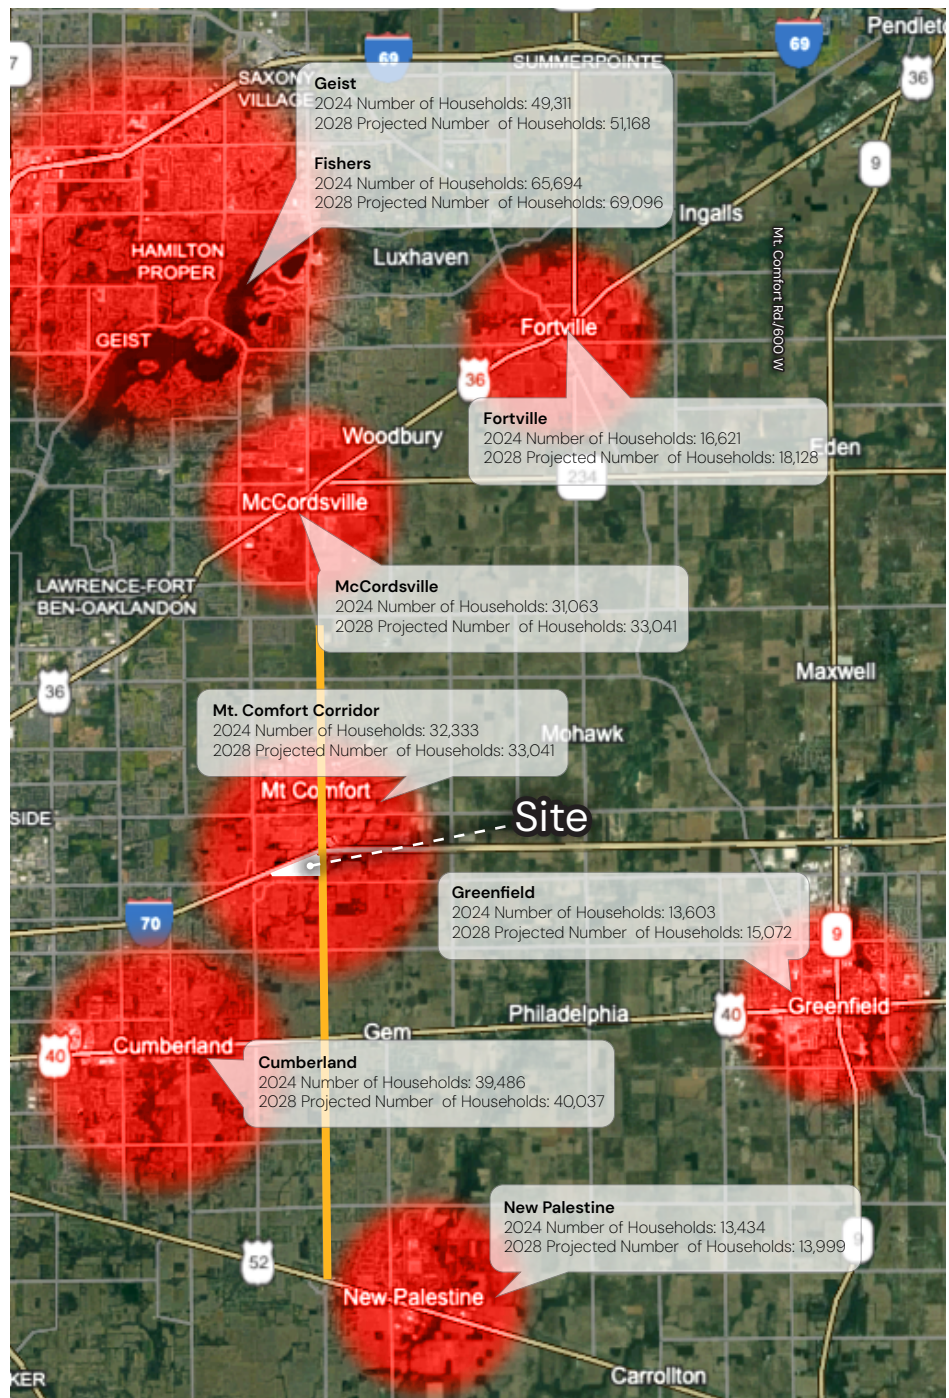 Pendleto
7
69
69
SAXONY
VILLAGE
SUMMERPOINTE
36
Geist
2024 Number of Households: 49,311
2028 Projected Number of Households: 51,168
Fishers
2024 Number of Households: 65,694
2028 Projected Number of Households: 69,096
9
Ingalls
HAMILTON
PROPER
Luxhaven
Mt. Comfort Rd./600 W
GEIST
Fortville
36
Fortville
2024 Number of Households: 16,621
2028 Projected Number of Households: 18,128
Woodbury
Eden
234
McCordsville
LAWRENCE-FORT
BEN-OAKLANDON
McCordsville
2024 Number of Households: 31,063
2028 Projected Number of Households: 33,041
36
Maxwell
Mt. Comfort Corridor
2024 Number of Households: 32,333
2028 Projected Number of Households: 33,041
Mohawk
Mt Comfort
SIDE
Site
Greenfield
2024 Number of Households: 13,603
2028 Projected Number of Households: 15,072
70
9
Greenfield
40
Philadelphia
Gem
Cumberland
40
Cumberland
2024 Number of Households: 39,486
2028 Projected Number of Households: 40,037
New Palestine
2024 Number of Households: 13,434
2028 Projected Number of Households: 13,999
9
52
New Palestine
KER
Carrollton